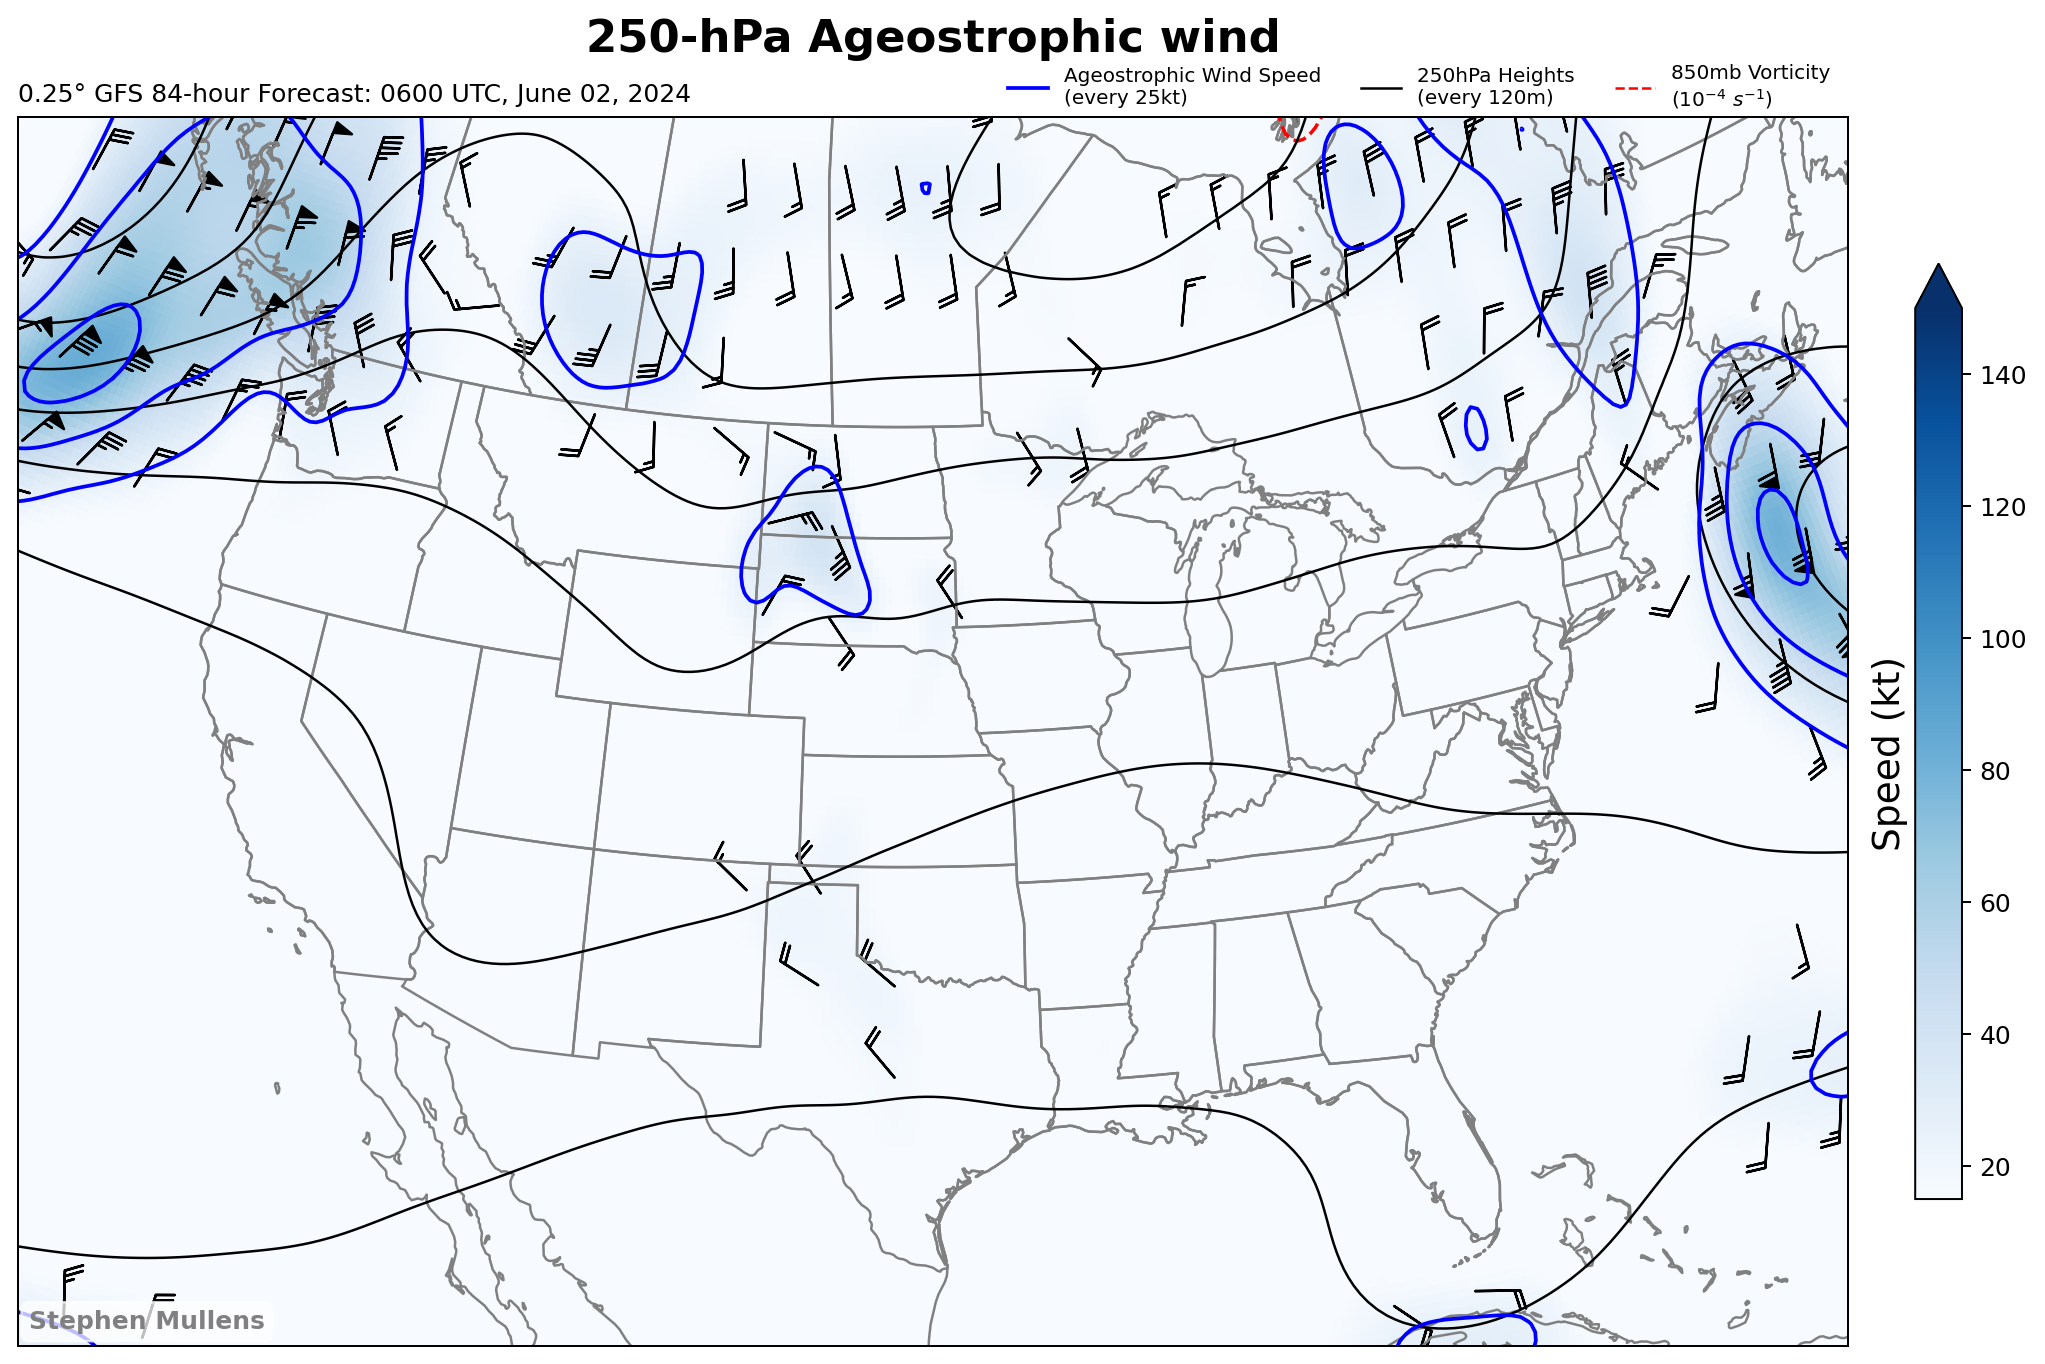 250-hPa Ageostrophic wind
0.25° GFS 84-hour Forecast: 0600 UTC, June 02, 2024
Ageostrophic Wind Speed
(every 25kt)
250hPa Heights
(every 120m)
850mb Vorticity
(10⁻⁴ s⁻¹)
140
120
100
80
60
40
20
Speed (kt)
Stephen Mullens